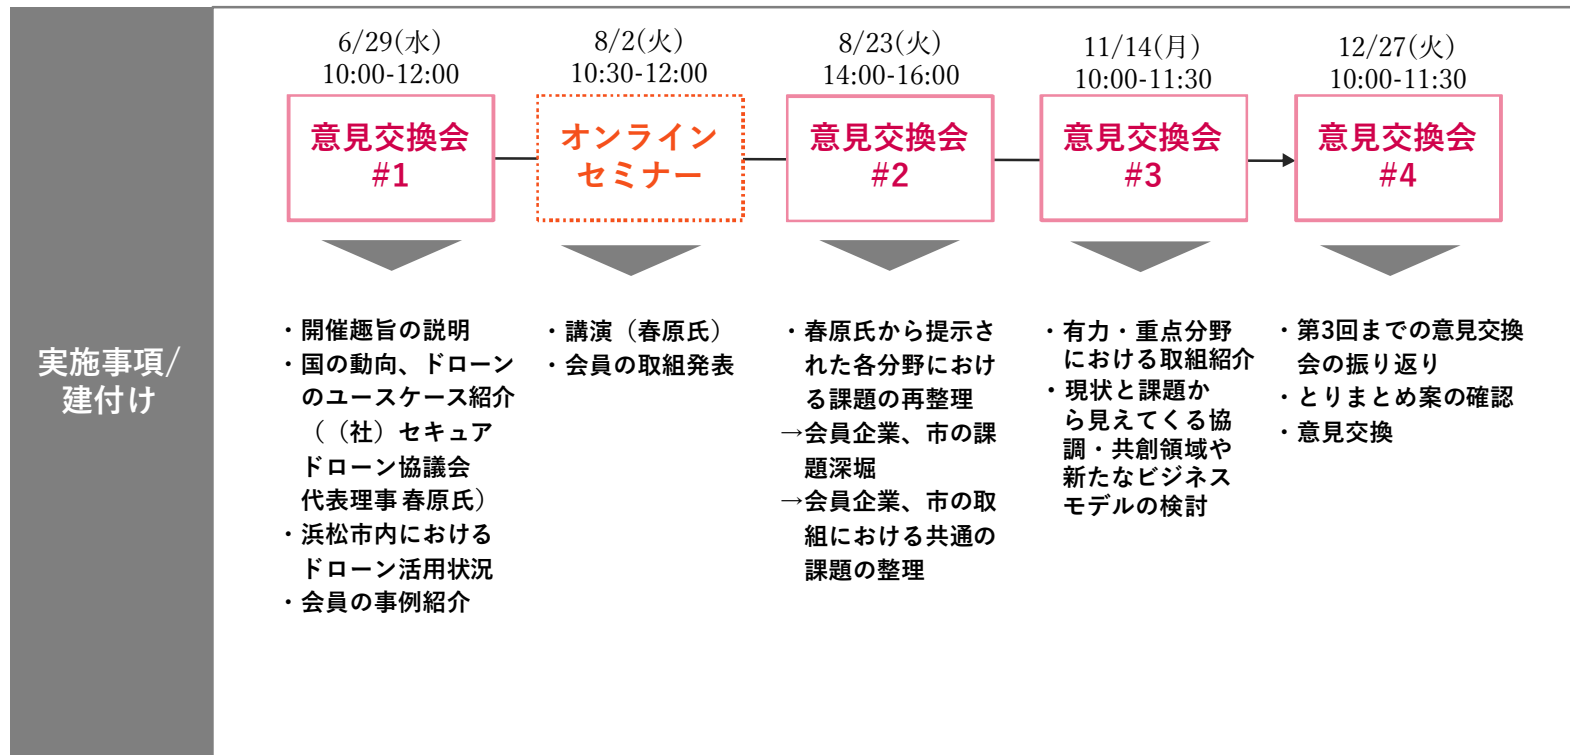 実施事項/
建付け
6/29(水)
10:00-12:00
意見交換会
#1
・開催趣旨の説明
・国の動向、ドローン
のユースケース紹介
（（社）セキュア
ドローン協議会
代表理事 春原氏）
・浜松市内における
ドローン活用状況
・会員の事例紹介
8/2(火)
10:30-12:00
オンライン
セミナー
・講演（春原氏）
・会員の取組発表
8/23(火)
14:00-16:00
意見交換会
#2
・春原氏から提示さ
れた各分野におけ
る課題の再整理
→会員企業、市の課
題深堀
→会員企業、市の取
組における共通の
課題の整理
11/14(月)
10:00-11:30
意見交換会
#3
・有力・重点分野
における取組紹介
・現状と課題か
ら見えてくる協
調・共創領域や
新たなビジネス
モデルの検討
12/27(火)
10:00-11:30
意見交換会
#4
・第3回までの意見交換
会の振り返り
・とりまとめ案の確認
・意見交換